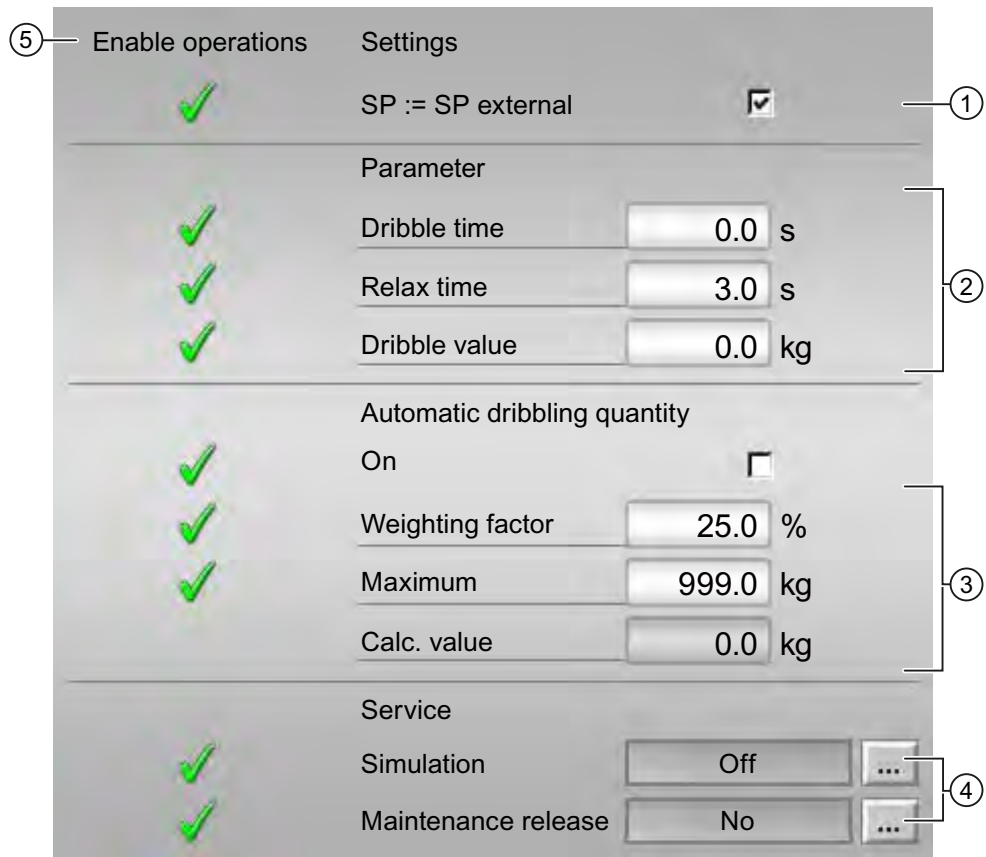 5 Enable operations Settings
SP := SP external 1
Parameter
Dribble time 0.0 s
Relax time 3.0 s 2
Dribble value 0.0 kg
Automatic dribbling quantity
On
Weighting factor 25.0 %
Maximum 999.0 kg 3
Calc. value 0.0 kg
Service
Simulation Off ...
4
Maintenance release No ...